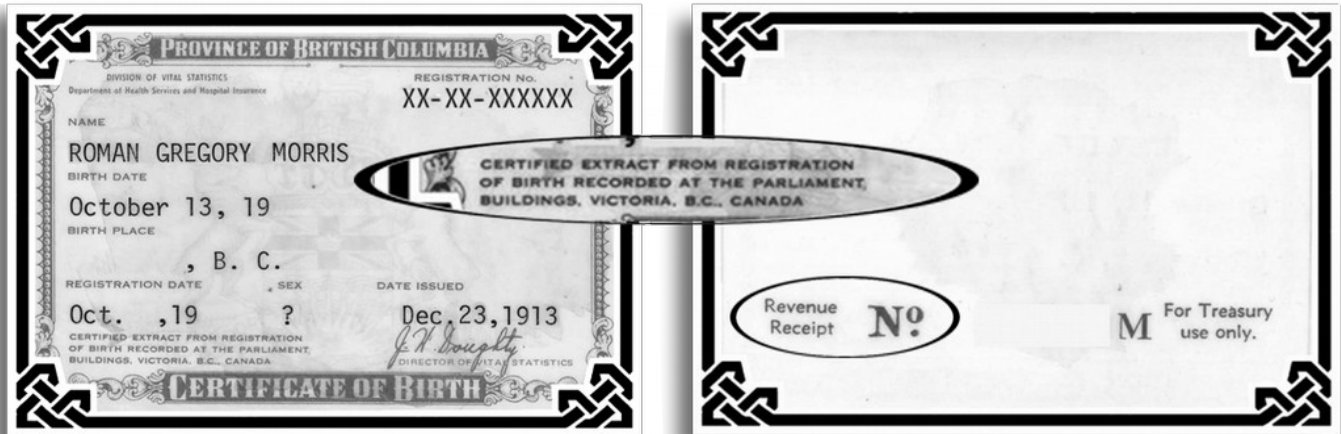 PROVINCE OF BRITISH COLUMBIA
DIVISION OF VITAL STATISTICS
Department of Health Services and Hospital Insurance
REGISTRATION No.
XX-XX-XXXXXX
NAME
ROMAN GREGORY MORRIS
BIRTH DATE
October 13, 19
BIRTH PLACE
, B. C.
REGISTRATION DATE SEX DATE ISSUED
Oct. ,19 ? Dec.23,1913
CERTIFIED EXTRACT FROM REGISTRATION
OF BIRTH RECORDED AT THE PARLIAMENT,
BUILDINGS, VICTORIA, B.C., CANADA
J. W. Doughty
DIRECTOR OF VITAL STATISTICS
CERTIFICATE OF BIRTH
CERTIFIED EXTRACT FROM REGISTRATION
OF BIRTH RECORDED AT THE PARLIAMENT,
BUILDINGS, VICTORIA, B.C., CANADA
Revenue
Receipt
No.
M
For Treasury
use only.